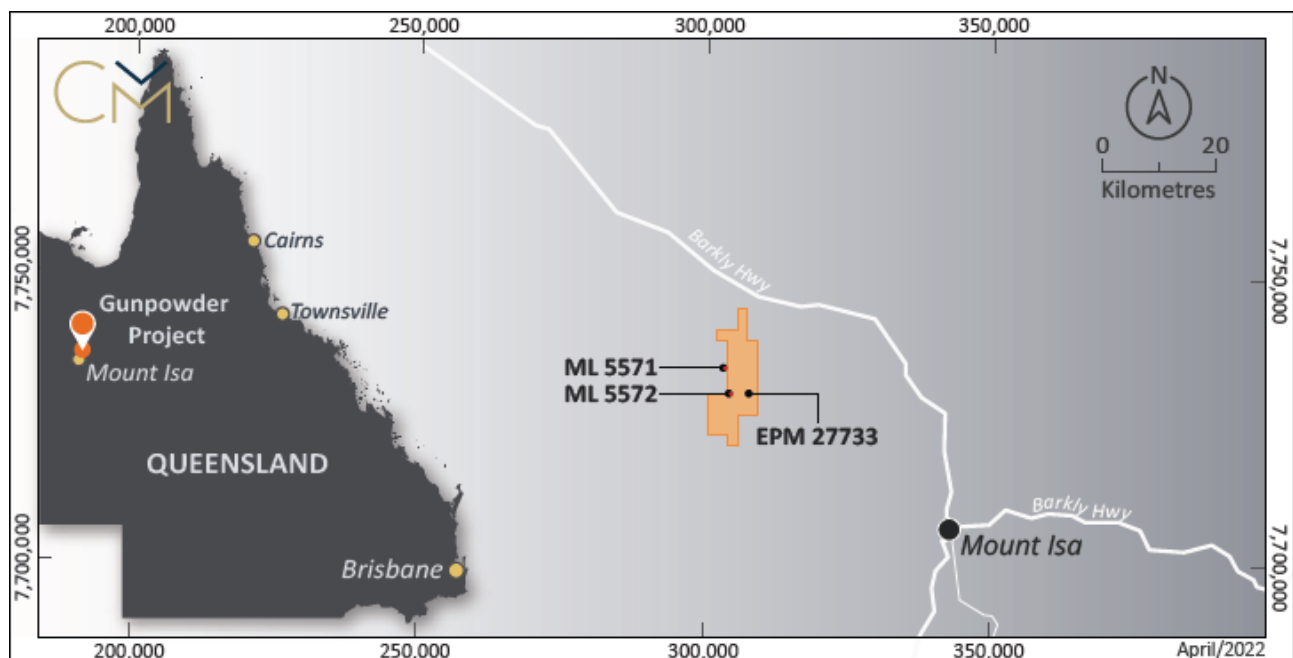 200,000
250,000
300,000
350,000
CM
N
0 20
Kilometres
Barkly Hwy
Cairns
7,750,000
7,750,000
Gunpowder
Project
Townsville
Mount Isa
ML 5571
ML 5572
EPM 27733
QUEENSLAND
Barkly Hwy
7,700,000
Mount Isa
7,700,000
Brisbane
200,000
250,000
300,000
350,000
April/2022